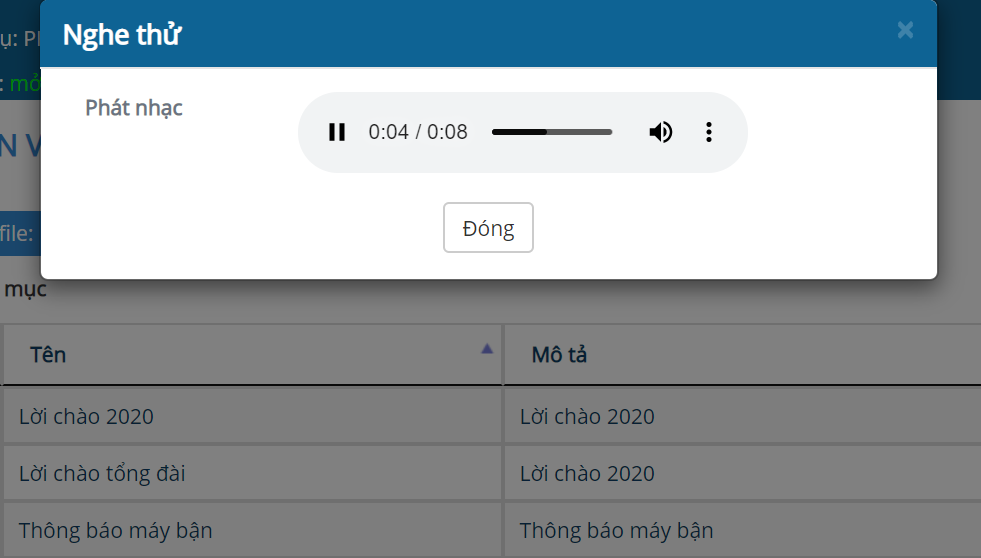 Nghe thử
×
ụ:
: mở
N V
Phát nhạc
0:04 / 0:08
Đóng
file:
mục
Tên
Mô tả
Lời chào 2020
Lời chào 2020
Lời chào tổng đài
Lời chào 2020
Thông báo máy bận
Thông báo máy bận